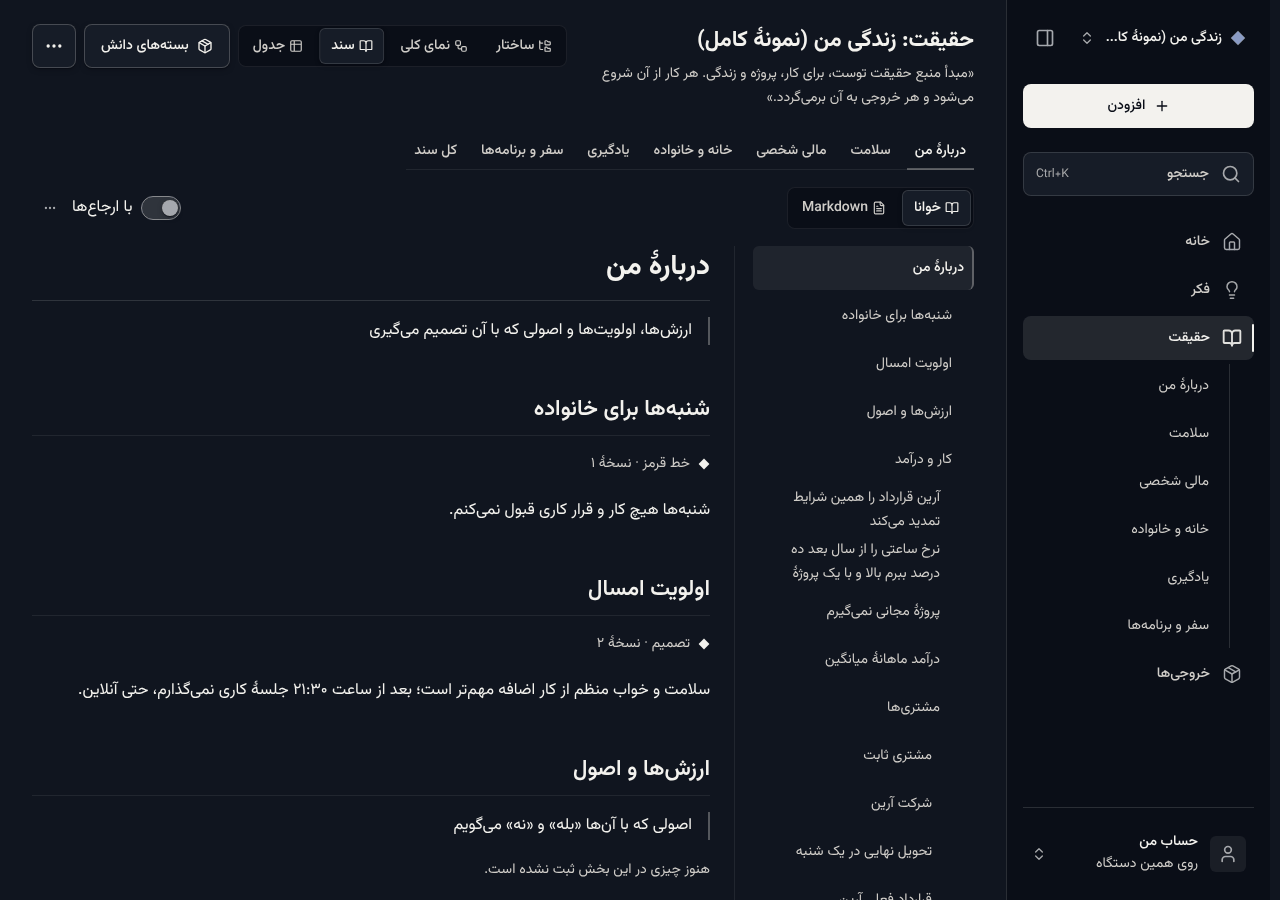 زندگی من (نمونهٔ کا...
افزودن
جستجو
Ctrl+K
خانه
فکر
حقیقت
دربارهٔ من
سلامت
مالی شخصی
خانه و خانواده
یادگیری
سفر و برنامه‌ها
خروجی‌ها
حساب من
روی همین دستگاه
حقیقت: زندگی من (نمونهٔ کامل)
«مبدأ منبع حقیقت توست، برای کار، پروژه و زندگی. هر کار از آن شروع
می‌شود و هر خروجی به آن برمی‌گردد.»
ساختار
نمای کلی
سند
جدول
بسته‌های دانش
دربارهٔ من
سلامت
مالی شخصی
خانه و خانواده
یادگیری
سفر و برنامه‌ها
کل سند
خوانا
Markdown
با ارجاع‌ها
دربارهٔ من
شنبه‌ها برای خانواده
اولویت امسال
ارزش‌ها و اصول
کار و درآمد
آرین قرارداد را همین شرایط
تمدید می‌کند
نرخ ساعتی را از سال بعد ده
درصد ببرم بالا و با یک پروژهٔ
پروژهٔ مجانی نمی‌گیرم
درآمد ماهانهٔ میانگین
مشتری‌ها
مشتری ثابت
شرکت آرین
تحویل نهایی در یک شنبه
دربارهٔ من
ارزش‌ها، اولویت‌ها و اصولی که با آن تصمیم می‌گیری
شنبه‌ها برای خانواده
خط قرمز · نسخهٔ ۱
شنبه‌ها هیچ کار و قرار کاری قبول نمی‌کنم.
اولویت امسال
تصمیم · نسخهٔ ۲
سلامت و خواب منظم از کار اضافه مهم‌تر است؛ بعد از ساعت ۲۱:۳۰ جلسهٔ کاری نمی‌گذارم، حتی آنلاین.
ارزش‌ها و اصول
اصولی که با آن‌ها «بله» و «نه» می‌گویم
هنوز چیزی در این بخش ثبت نشده است.